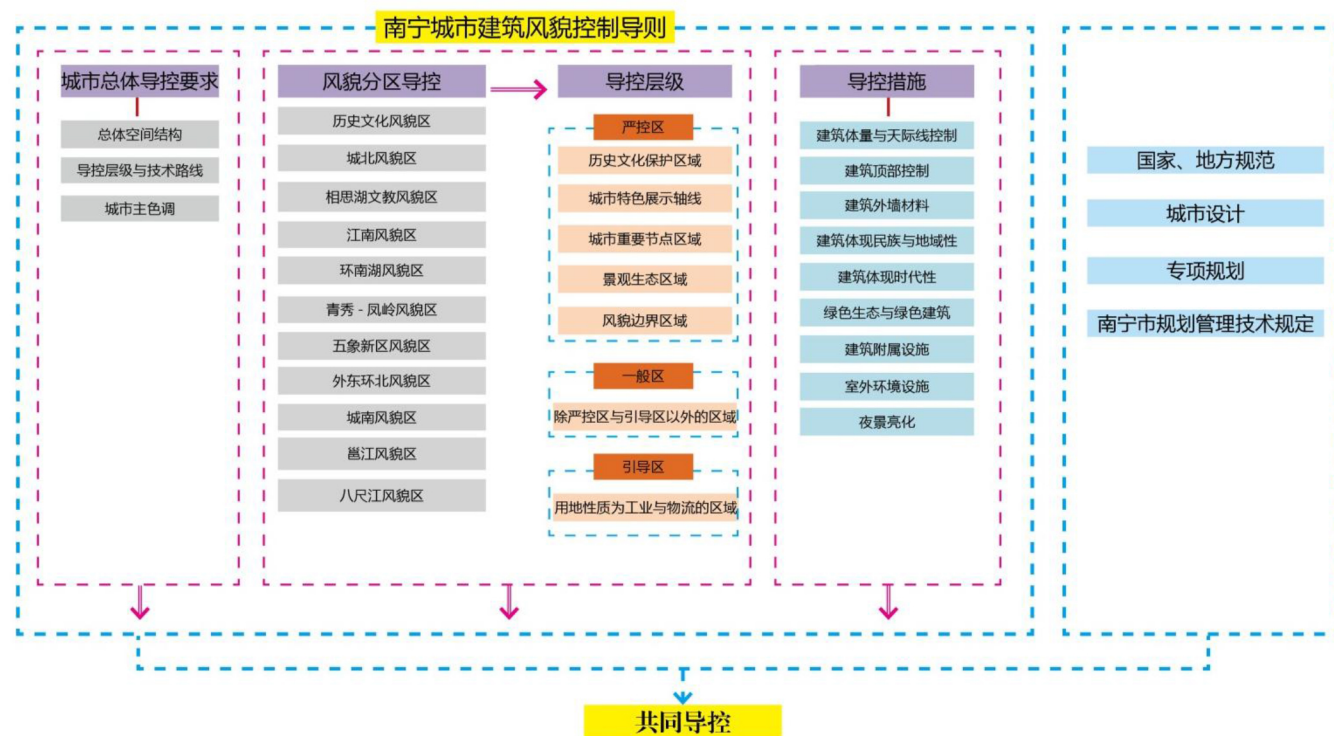 南宁城市建筑风貌控制导则
城市总体导控要求
总体空间结构
导控层级与技术路线
城市主色调
风貌分区导控
历史文化风貌区
城北风貌区
相思湖文教风貌区
江南风貌区
环南湖风貌区
青秀 - 凤岭风貌区
五象新区风貌区
外东环北风貌区
城南风貌区
邕江风貌区
八尺江风貌区
导控层级
严控区
历史文化保护区域
城市特色展示轴线
城市重要节点区域
景观生态区域
风貌边界区域
一般区
除严控区与引导区以外的区域
引导区
用地性质为工业与物流的区域
导控措施
建筑体量与天际线控制
建筑顶部控制
建筑外墙材料
建筑体现民族与地域性
建筑体现时代性
绿色生态与绿色建筑
建筑附属设施
室外环境设施
夜景亮化
国家、地方规范
城市设计
专项规划
南宁市规划管理技术规定
共同导控